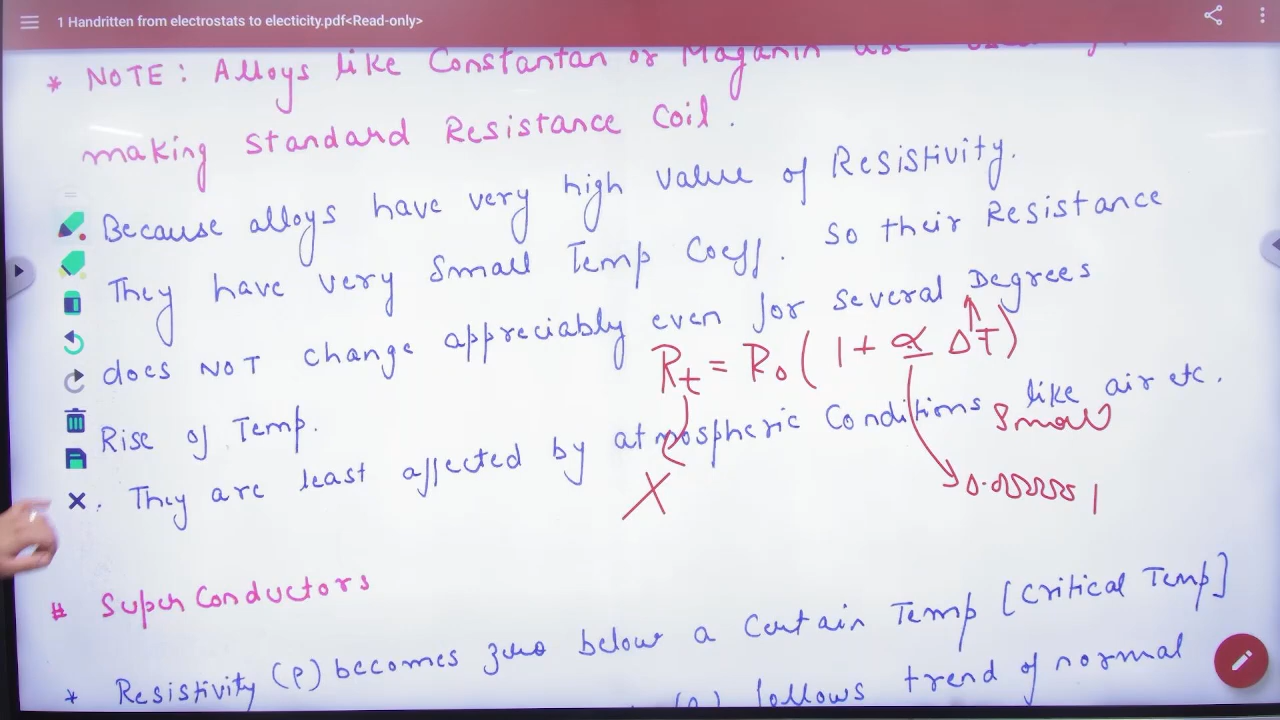 1 Handritten from electrostats to electicity.pdf<Read-only>
* NOTE: Alloys like Constantan or Maganin are
making Standard Resistance Coil.
Because alloys have very high value of Resistivity.
They have very Small Temp Coeff. So their Resistance
does NOT change appreciably even for several Degrees
Rt = Ro ( 1 + α ΔT )
Rise of Temp.
Small
. They are least affected by atmospheric Conditions like air etc.
X
# Super Conductors
* Resistivity (ρ) becomes zero below a Certain Temp [Critical Temp]
(ρ) follows trend of normal